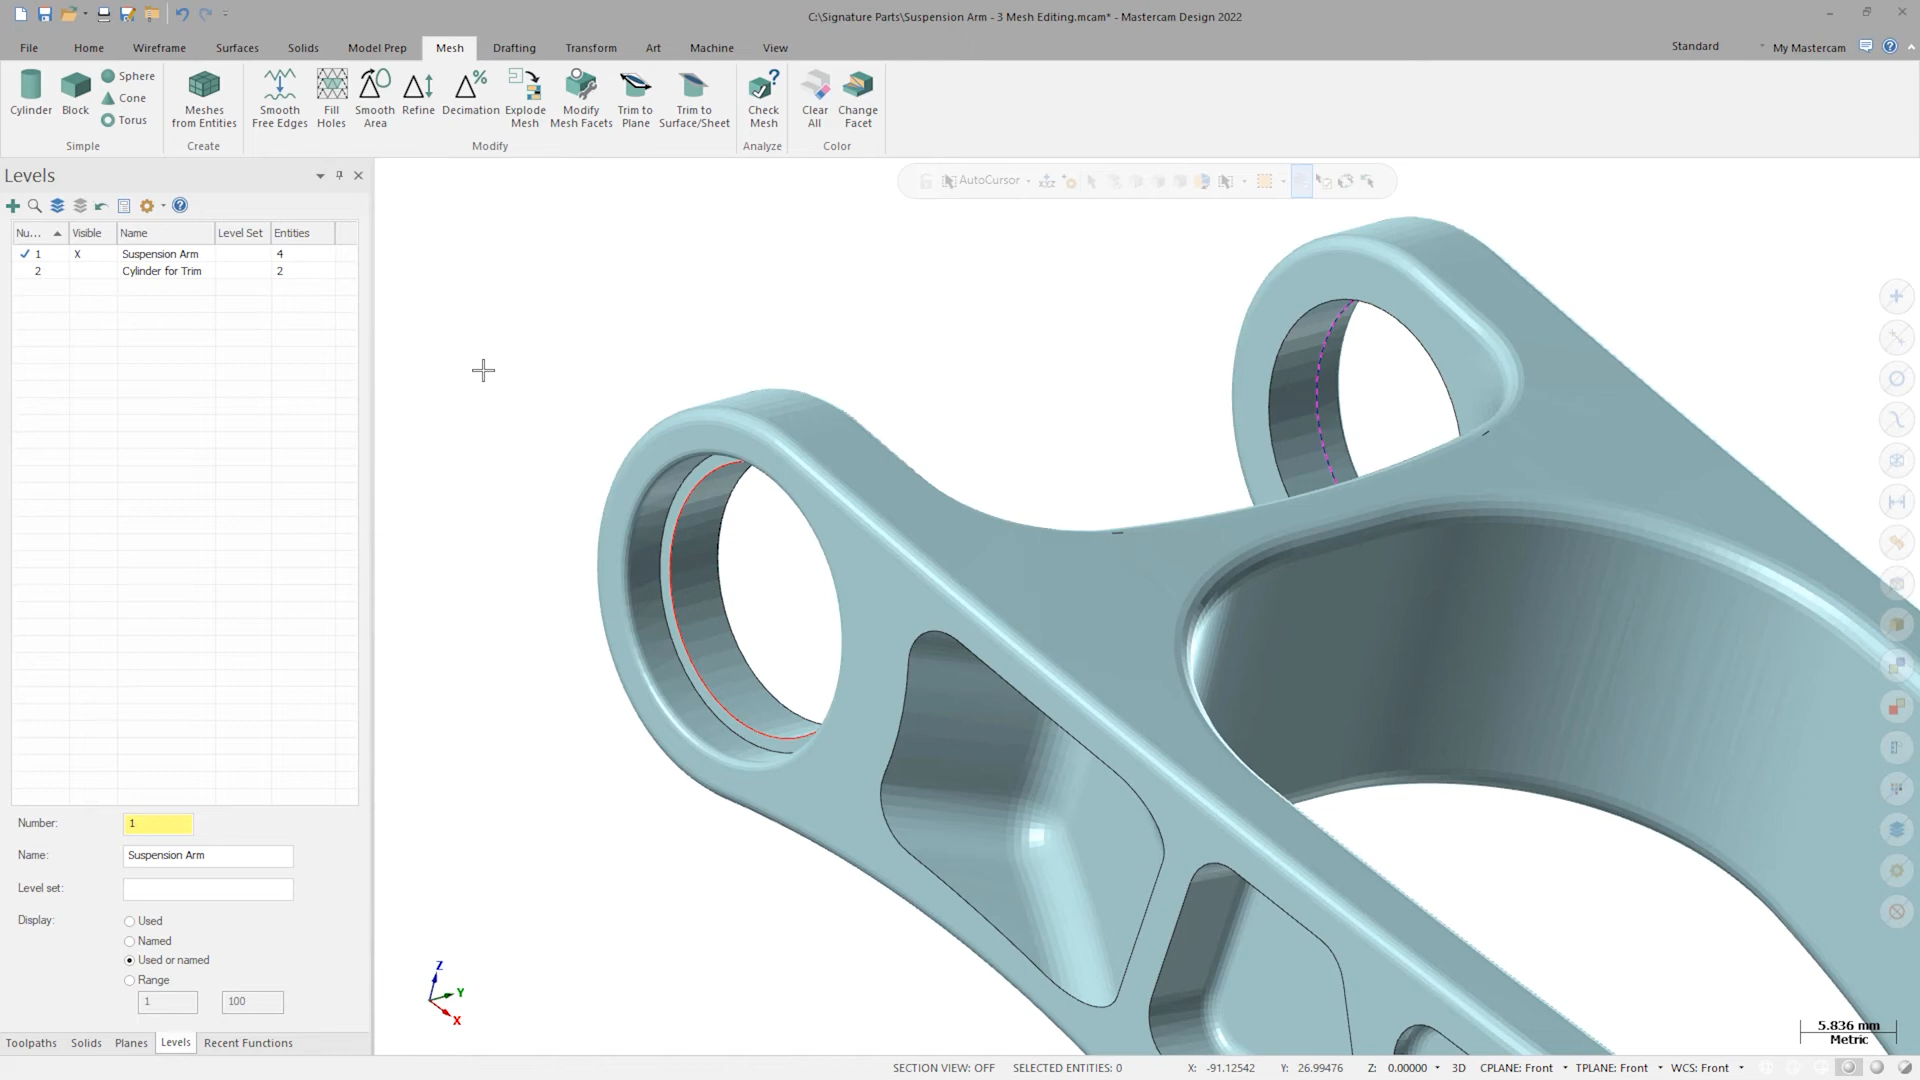 C:\Signature Parts\Suspension Arm - 3 Mesh Editing.mcam* - Mastercam Design 2022
File Home Wireframe Surfaces Solids Model Prep Mesh Drafting Transform Art Machine View Standard My Mastercam
Cylinder Block Sphere Cone Torus
Simple
Meshes from Entities
Create
Smooth Free Edges
Fill Holes
Smooth Area
Refine
Decimation
Explode Mesh
Modify Mesh Facets
Trim to Plane
Trim to Surface/Sheet
Modify
Check Mesh
Analyze
Clear All
Change Facet
Color
Levels
AutoCursor
Nu... Visible Name Level Set Entities
1 X Suspension Arm 4
2 Cylinder for Trim 2
Number: 1
Name: Suspension Arm
Level set:
Display: Used
Named
Used or named
Range
1 100
Z
Y
X
5.836 mm
Metric
Toolpaths Solids Planes Levels Recent Functions
SECTION VIEW: OFF SELECTED ENTITIES: 0 X: -91.12542 Y: 26.99476 Z: 0.00000 3D CPLANE: Front TPLANE: Front WCS: Front